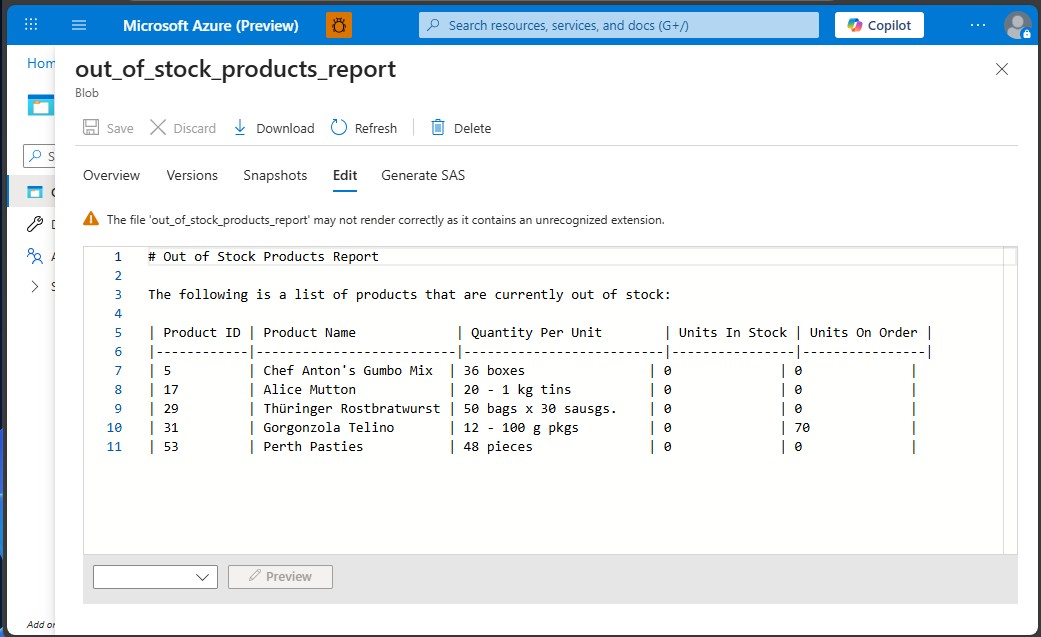 Microsoft Azure (Preview)
Search resources, services, and docs (G+/)
Copilot
Hom
out_of_stock_products_report
Blob
Save
Discard
Download
Refresh
Delete
Overview
Versions
Snapshots
Edit
Generate SAS
The file 'out_of_stock_products_report' may not render correctly as it contains an unrecognized extension.
1 # Out of Stock Products Report
2
3 The following is a list of products that are currently out of stock:
4
5 | Product ID | Product Name | Quantity Per Unit | Units In Stock | Units On Order |
6 |------------|--------------------------|--------------------------|----------------|----------------|
7 | 5 | Chef Anton's Gumbo Mix | 36 boxes | 0 | 0 |
8 | 17 | Alice Mutton | 20 - 1 kg tins | 0 | 0 |
9 | 29 | Thüringer Rostbratwurst | 50 bags x 30 sausgs. | 0 | 0 |
10 | 31 | Gorgonzola Telino | 12 - 100 g pkgs | 0 | 70 |
11 | 53 | Perth Pasties | 48 pieces | 0 | 0 |
Preview
Add or